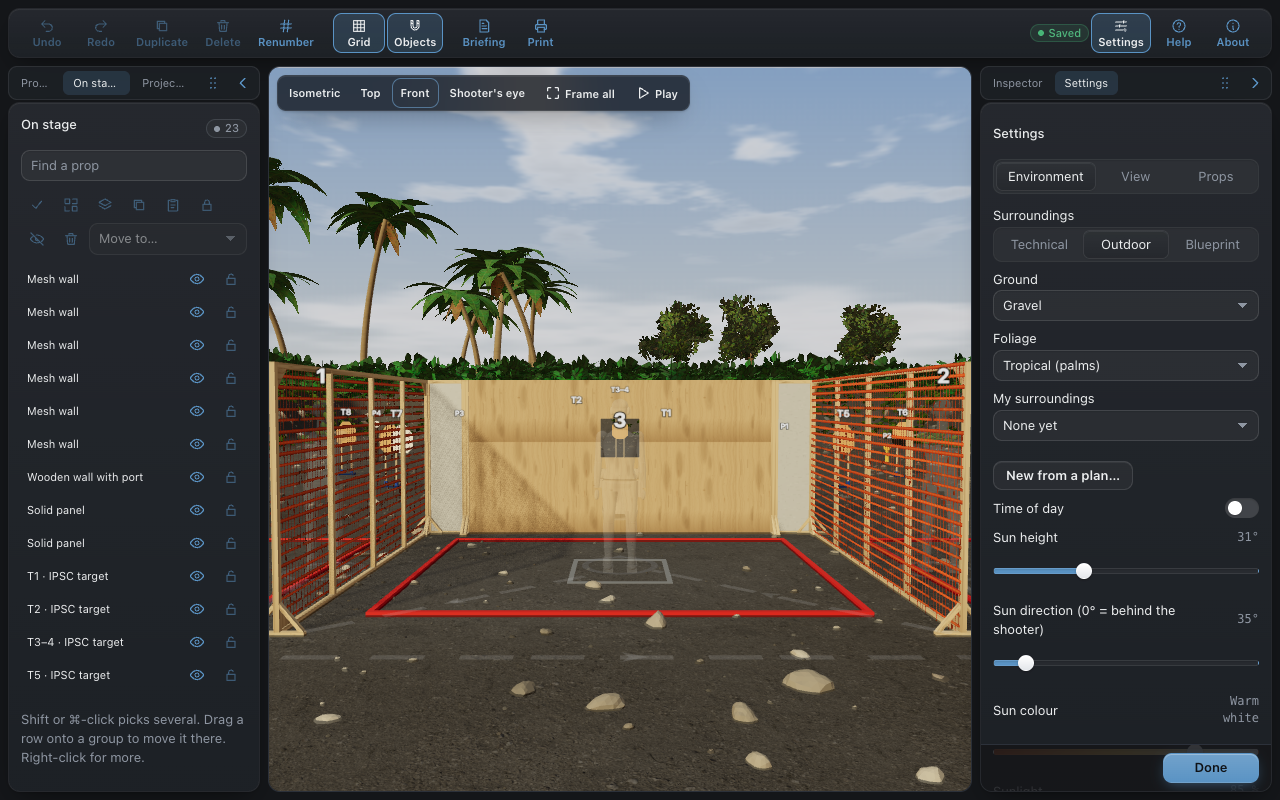 Undo
Redo
Duplicate
Delete
Renumber
Grid
Objects
Briefing
Print
Saved
Settings
Help
About
Pro...
On sta...
Projec...
On stage
23
Find a prop
Move to...
Mesh wall
Mesh wall
Mesh wall
Mesh wall
Mesh wall
Mesh wall
Wooden wall with port
Solid panel
Solid panel
T1 · IPSC target
T2 · IPSC target
T3–4 · IPSC target
T5 · IPSC target
Shift or ⌘-click picks several. Drag a
row onto a group to move it there.
Right-click for more.
Isometric
Top
Front
Shooter's eye
Frame all
Play
1
2
3
T3–4
T2
T1
T8
P4
T7
P3
P1
T6
P2
Inspector
Settings
Settings
Environment
View
Props
Surroundings
Technical
Outdoor
Blueprint
Ground
Gravel
Foliage
Tropical (palms)
My surroundings
None yet
New from a plan...
Time of day
Sun height
31°
Sun direction (0° = behind the
shooter)
35°
Sun colour
Warm
white
Done